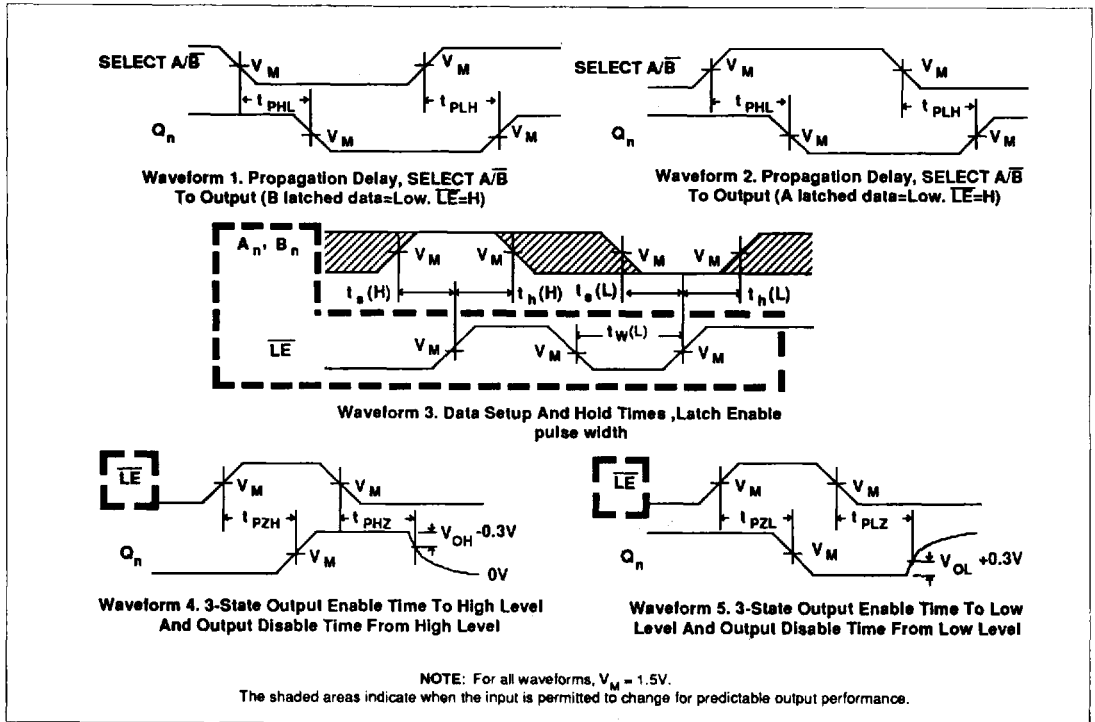 SELECT A/B̅ V M V M
t PHL t PLH
Q n V M V M
Waveform 1. Propagation Delay, SELECT A/B̅
To Output (B latched data=Low. L̅E̅=H)
SELECT A/B̅ V M V M
t PHL t PLH
Q n V M V M
Waveform 2. Propagation Delay, SELECT A/B̅
To Output (A latched data=Low. L̅E̅=H)
A n, B n V M V M V M V M
t s (H) t h (H) t s (L) t h (L)
t W (L)
L̅E̅ V M V M V M
Waveform 3. Data Setup And Hold Times ,Latch Enable
pulse width
L̅E̅ V M V M
t PZH t PHZ V OH -0.3V
Q n V M 0V
Waveform 4. 3-State Output Enable Time To High Level
And Output Disable Time From High Level
L̅E̅ V M V M
t PZL t PLZ
Q n V M V OL +0.3V
Waveform 5. 3-State Output Enable Time To Low
Level And Output Disable Time From Low Level
NOTE: For all waveforms, V M = 1.5V.
The shaded areas indicate when the input is permitted to change for predictable output performance.